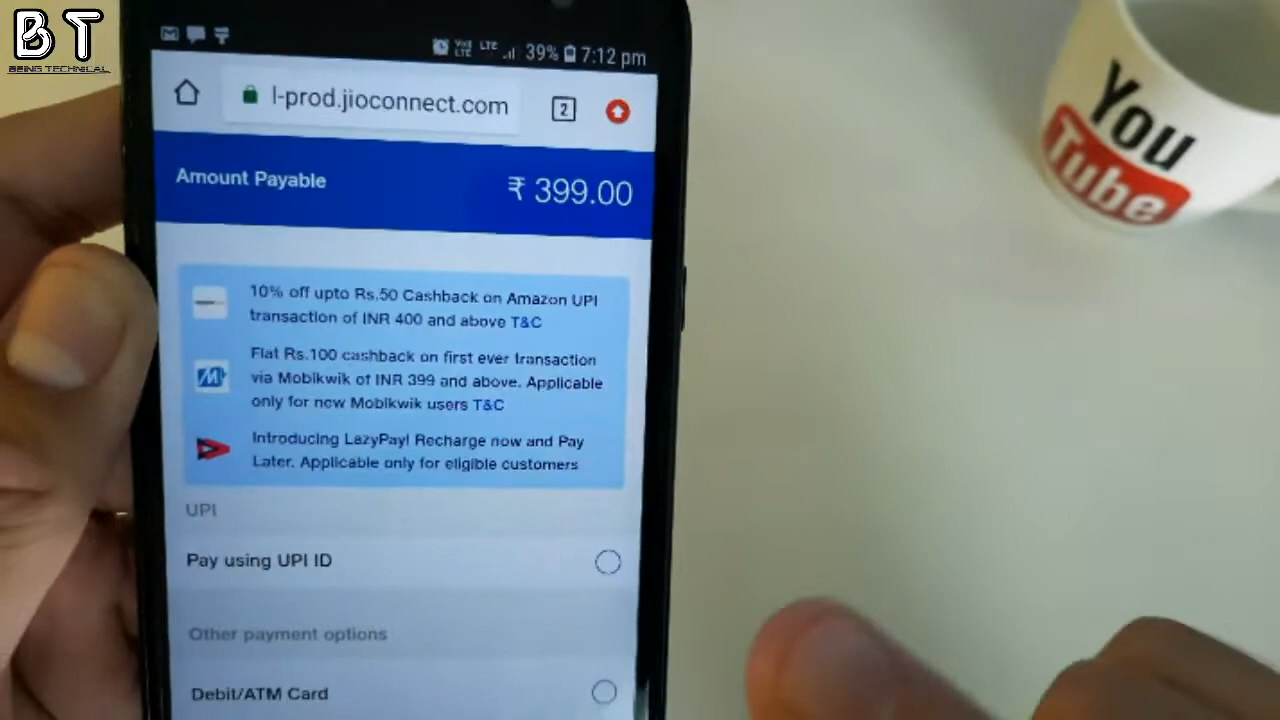 BT
BEING TECHNICAL
VoLTE LTE 39% 7:12 pm
l-prod.jioconnect.com 2
Amount Payable ₹ 399.00
10% off upto Rs.50 Cashback on Amazon UPI
transaction of INR 400 and above T&C
Flat Rs.100 cashback on first ever transaction
via Mobikwik of INR 399 and above. Applicable
only for new Mobikwik users T&C
Introducing LazyPay! Recharge now and Pay
Later. Applicable only for eligible customers
UPI
Pay using UPI ID
Other payment options
Debit/ATM Card
You
Tube